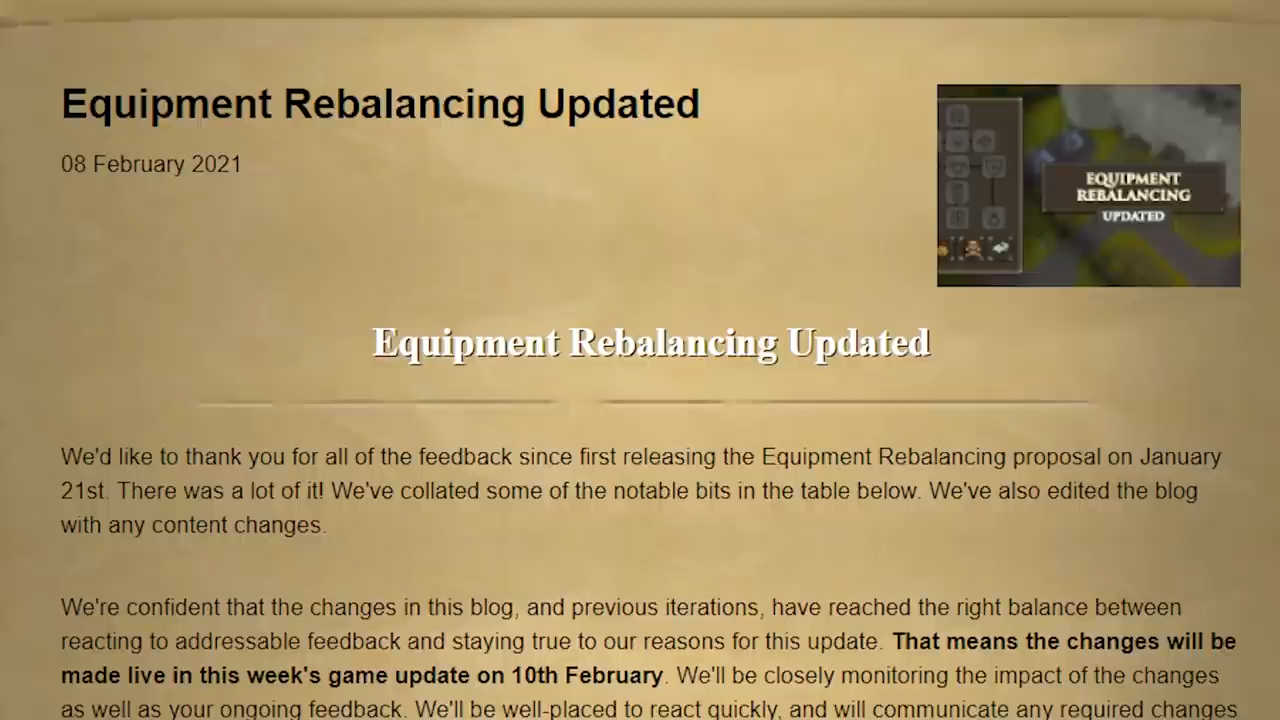 Equipment Rebalancing Updated
08 February 2021
EQUIPMENT
REBALANCING
UPDATED
Equipment Rebalancing Updated
We'd like to thank you for all of the feedback since first releasing the Equipment Rebalancing proposal on January
21st. There was a lot of it! We've collated some of the notable bits in the table below. We've also edited the blog
with any content changes.
We're confident that the changes in this blog, and previous iterations, have reached the right balance between
reacting to addressable feedback and staying true to our reasons for this update. That means the changes will be
made live in this week's game update on 10th February. We'll be closely monitoring the impact of the changes
as well as your ongoing feedback. We'll be well-placed to react quickly, and will communicate any required changes